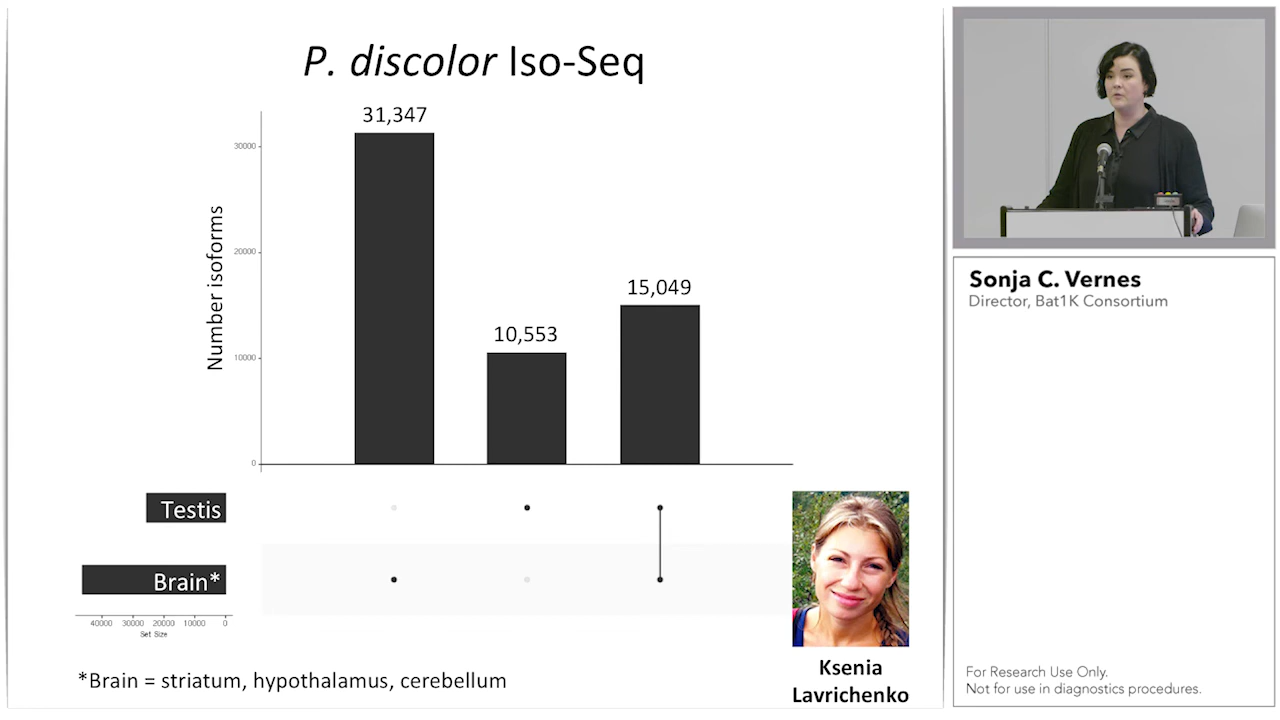 P. discolor Iso-Seq
31,347
30000
15,049
20000
Number isoforms
10,553
10000
0
Testis
Brain*
40000 30000 20000 10000 0
Set Size
*Brain = striatum, hypothalamus, cerebellum
Ksenia
Lavrichenko
Sonja C. Vernes
Director, Bat1K Consortium
For Research Use Only.
Not for use in diagnostics procedures.